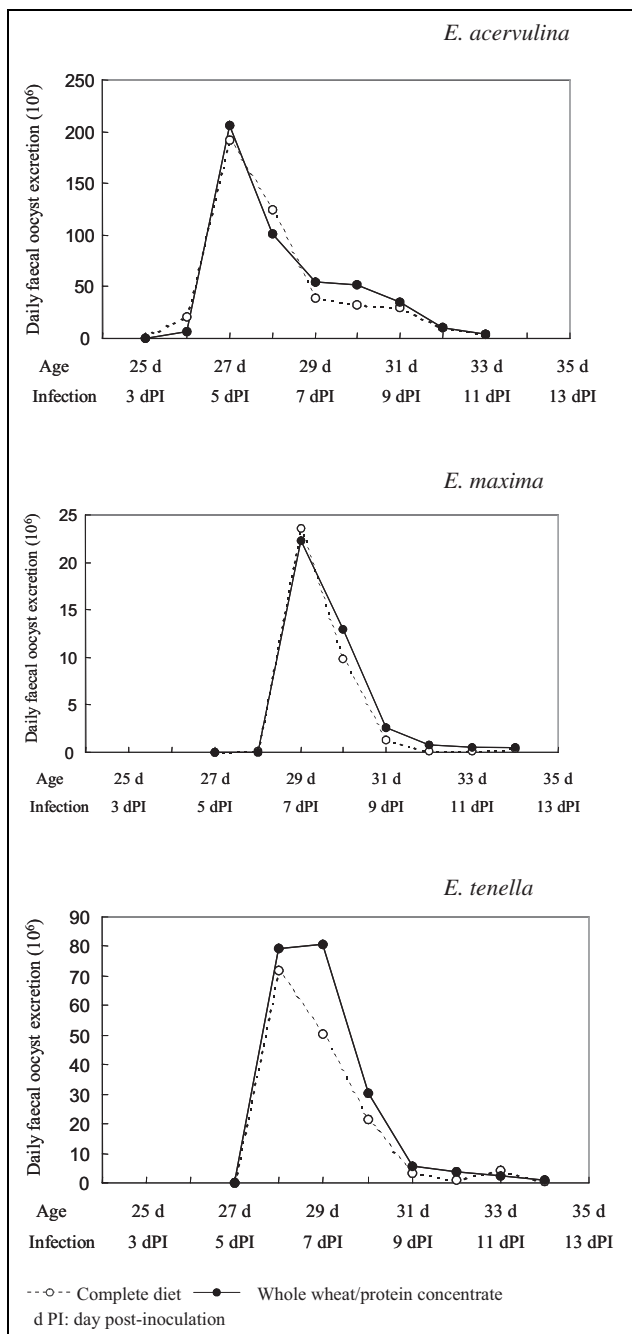 E. acervulina
Daily faecal oocyst excretion (10⁶)
250
200
150
100
50
0
Age 25 d 27 d 29 d 31 d 33 d 35 d
Infection 3 dPI 5 dPI 7 dPI 9 dPI 11 dPI 13 dPI
E. maxima
Daily faecal oocyst excretion (10⁶)
25
20
15
10
5
0
Age 25 d 27 d 29 d 31 d 33 d 35 d
Infection 3 dPI 5 dPI 7 dPI 9 dPI 11 dPI 13 dPI
E. tenella
Daily faecal oocyst excretion (10⁶)
90
80
70
60
50
40
30
20
10
0
Age 25 d 27 d 29 d 31 d 33 d 35 d
Infection 3 dPI 5 dPI 7 dPI 9 dPI 11 dPI 13 dPI
Complete diet Whole wheat/protein concentrate
d PI: day post-inoculation